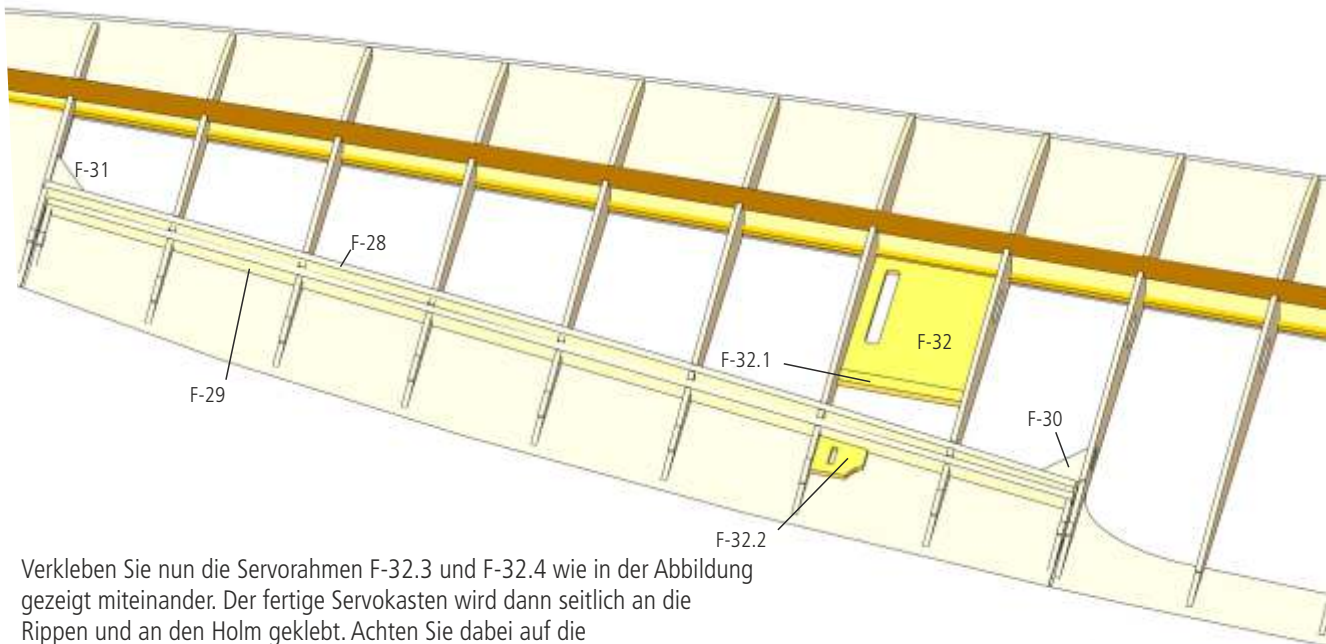 F-31
F-28
F-32
F-32.1
F-29
F-30
F-32.2
Verkleben Sie nun die Servorahmen F-32.3 und F-32.4 wie in der Abbildung
gezeigt miteinander. Der fertige Servokasten wird dann seitlich an die
Rippen und an den Holm geklebt. Achten Sie dabei auf die